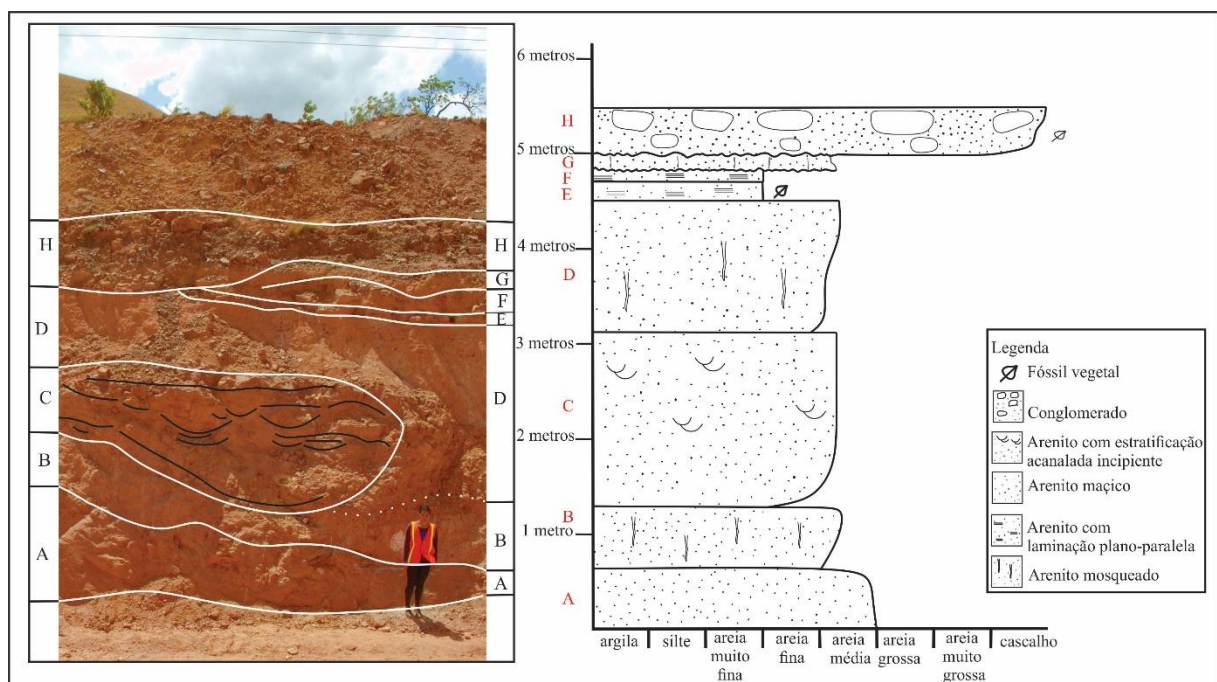 H
D
C
B
A
H
G
F
E
D
B
A
6 metros
5 metros
4 metros
3 metros
2 metros
1 metro
H
G
F
E
D
C
B
A
argila
silte
areia
muito
fina
areia
fina
areia
média
areia
grossa
areia
muito
grossa
cascalho
Legenda
Fóssil vegetal
Conglomerado
Arenito com estratificação
acanalada incipiente
Arenito maçico
Arenito com
laminação plano-paralela
Arenito mosqueado